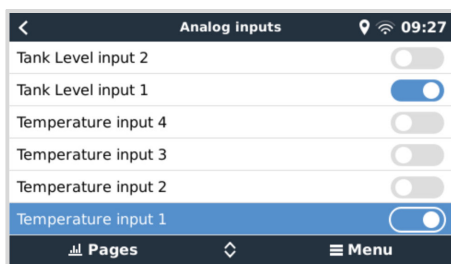 Analog inputs 09:27
Tank Level input 2
Tank Level input 1
Temperature input 4
Temperature input 3
Temperature input 2
Temperature input 1
Pages Menu